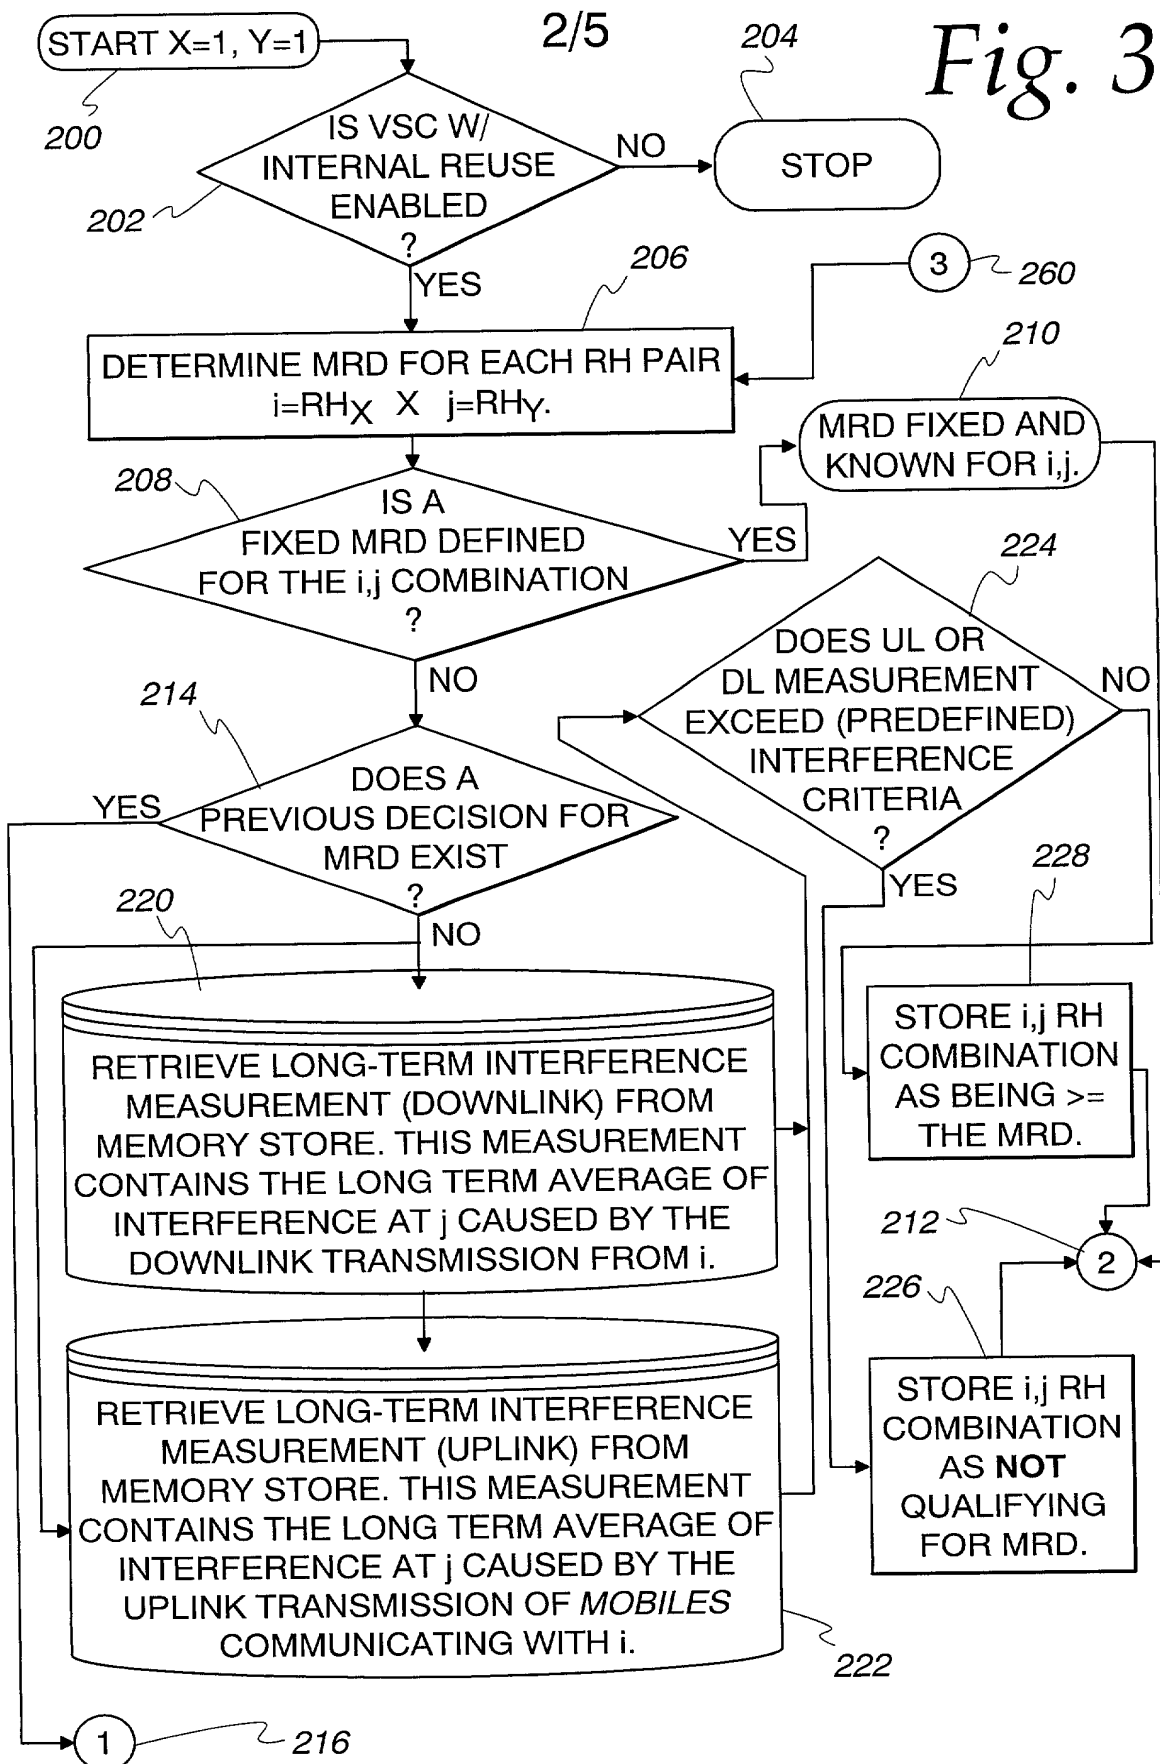 2/5
Fig. 3
START X=1, Y=1
200
IS VSC W/
INTERNAL REUSE
ENABLED
?
202
NO
204
STOP
YES
206
3
260
DETERMINE MRD FOR EACH RH PAIR
i=RHX X j=RHY.
210
MRD FIXED AND
KNOWN FOR i,j.
208
IS A
FIXED MRD DEFINED
FOR THE i,j COMBINATION
?
YES
NO
224
DOES UL OR
DL MEASUREMENT
EXCEED (PREDEFINED)
INTERFERENCE
CRITERIA
?
NO
YES
214
DOES A
PREVIOUS DECISION FOR
MRD EXIST
?
YES
NO
220
RETRIEVE LONG-TERM INTERFERENCE
MEASUREMENT (DOWNLINK) FROM
MEMORY STORE. THIS MEASUREMENT
CONTAINS THE LONG TERM AVERAGE OF
INTERFERENCE AT j CAUSED BY THE
DOWNLINK TRANSMISSION FROM i.
228
STORE i,j RH
COMBINATION
AS BEING >=
THE MRD.
212
2
226
STORE i,j RH
COMBINATION
AS NOT
QUALIFYING
FOR MRD.
RETRIEVE LONG-TERM INTERFERENCE
MEASUREMENT (UPLINK) FROM
MEMORY STORE. THIS MEASUREMENT
CONTAINS THE LONG TERM AVERAGE OF
INTERFERENCE AT j CAUSED BY THE
UPLINK TRANSMISSION OF MOBILES
COMMUNICATING WITH i.
222
1
216